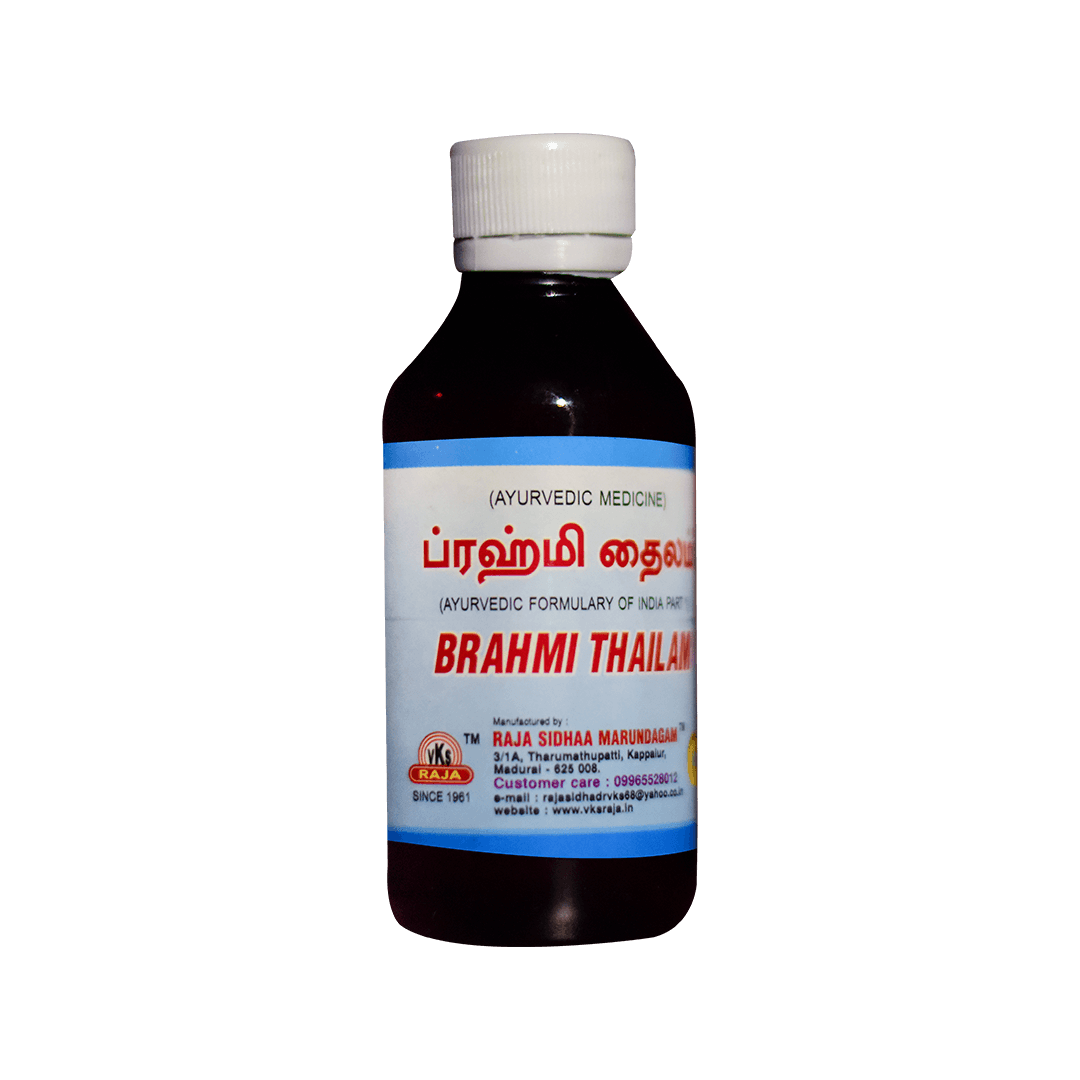 (AYURVEDIC MEDICINE)
ப்ரஹ்மி தைலம்
(AYURVEDIC FORMULARY OF INDIA PART
BRAHMI THAILAM
Manufactured by :
RAJA SIDHAA MARUNDAGAM™
3/1A, Tharumathupatti, Kappalur,
Madurai - 625 008.
Customer care : 09965528012
e-mail : rajasidhadrvks68@yahoo.co.in
website : www.vksraja.in
VKS ™
RAJA
SINCE 1961